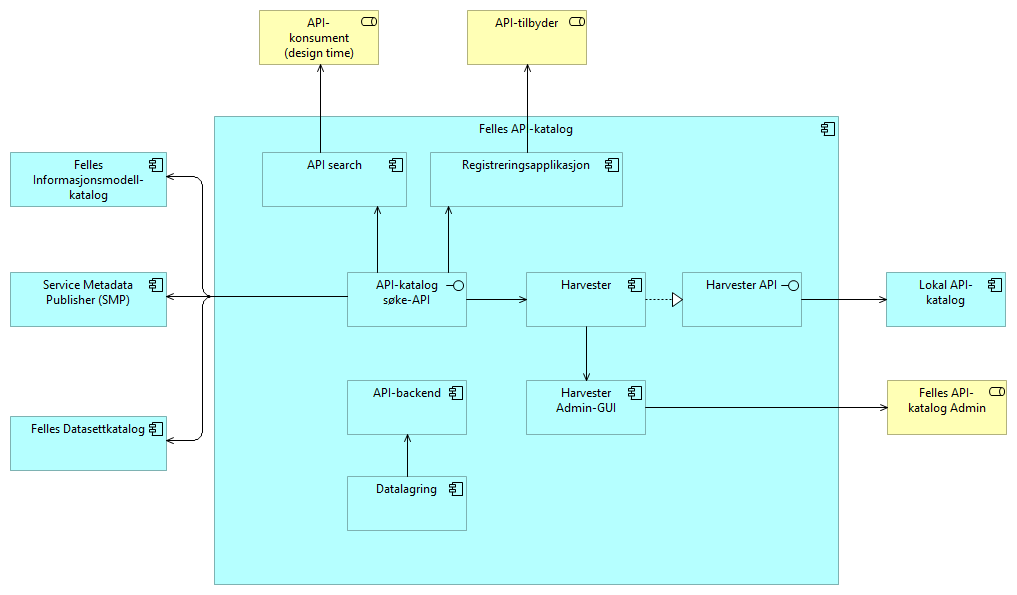 API-
konsument
(design time)
API-tilbyder
Felles API-katalog
API search
Registreringsapplikasjon
Felles
Informasjonsmodell-
katalog
Service Metadata
Publisher (SMP)
API-katalog
søke-API
Harvester
Harvester API
Lokal API-
katalog
API-backend
Harvester
Admin-GUI
Felles API-
katalog Admin
Felles Datasettkatalog
Datalagring